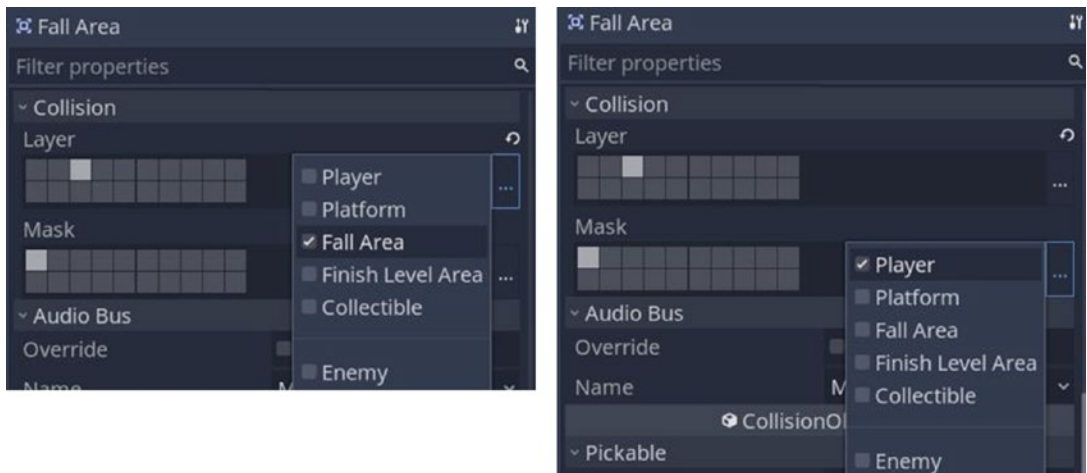 Fall Area
Filter properties
Collision
Layer
Player
...
Platform
Mask
Fall Area
Finish Level Area
...
Collectible
Audio Bus
Override
Enemy
Name
Fall Area
Filter properties
Collision
Layer
...
Mask
Player
...
Platform
Audio Bus
Fall Area
Override
Finish Level Area
Name
M
Collectible
CollisionO
Pickable
Enemy